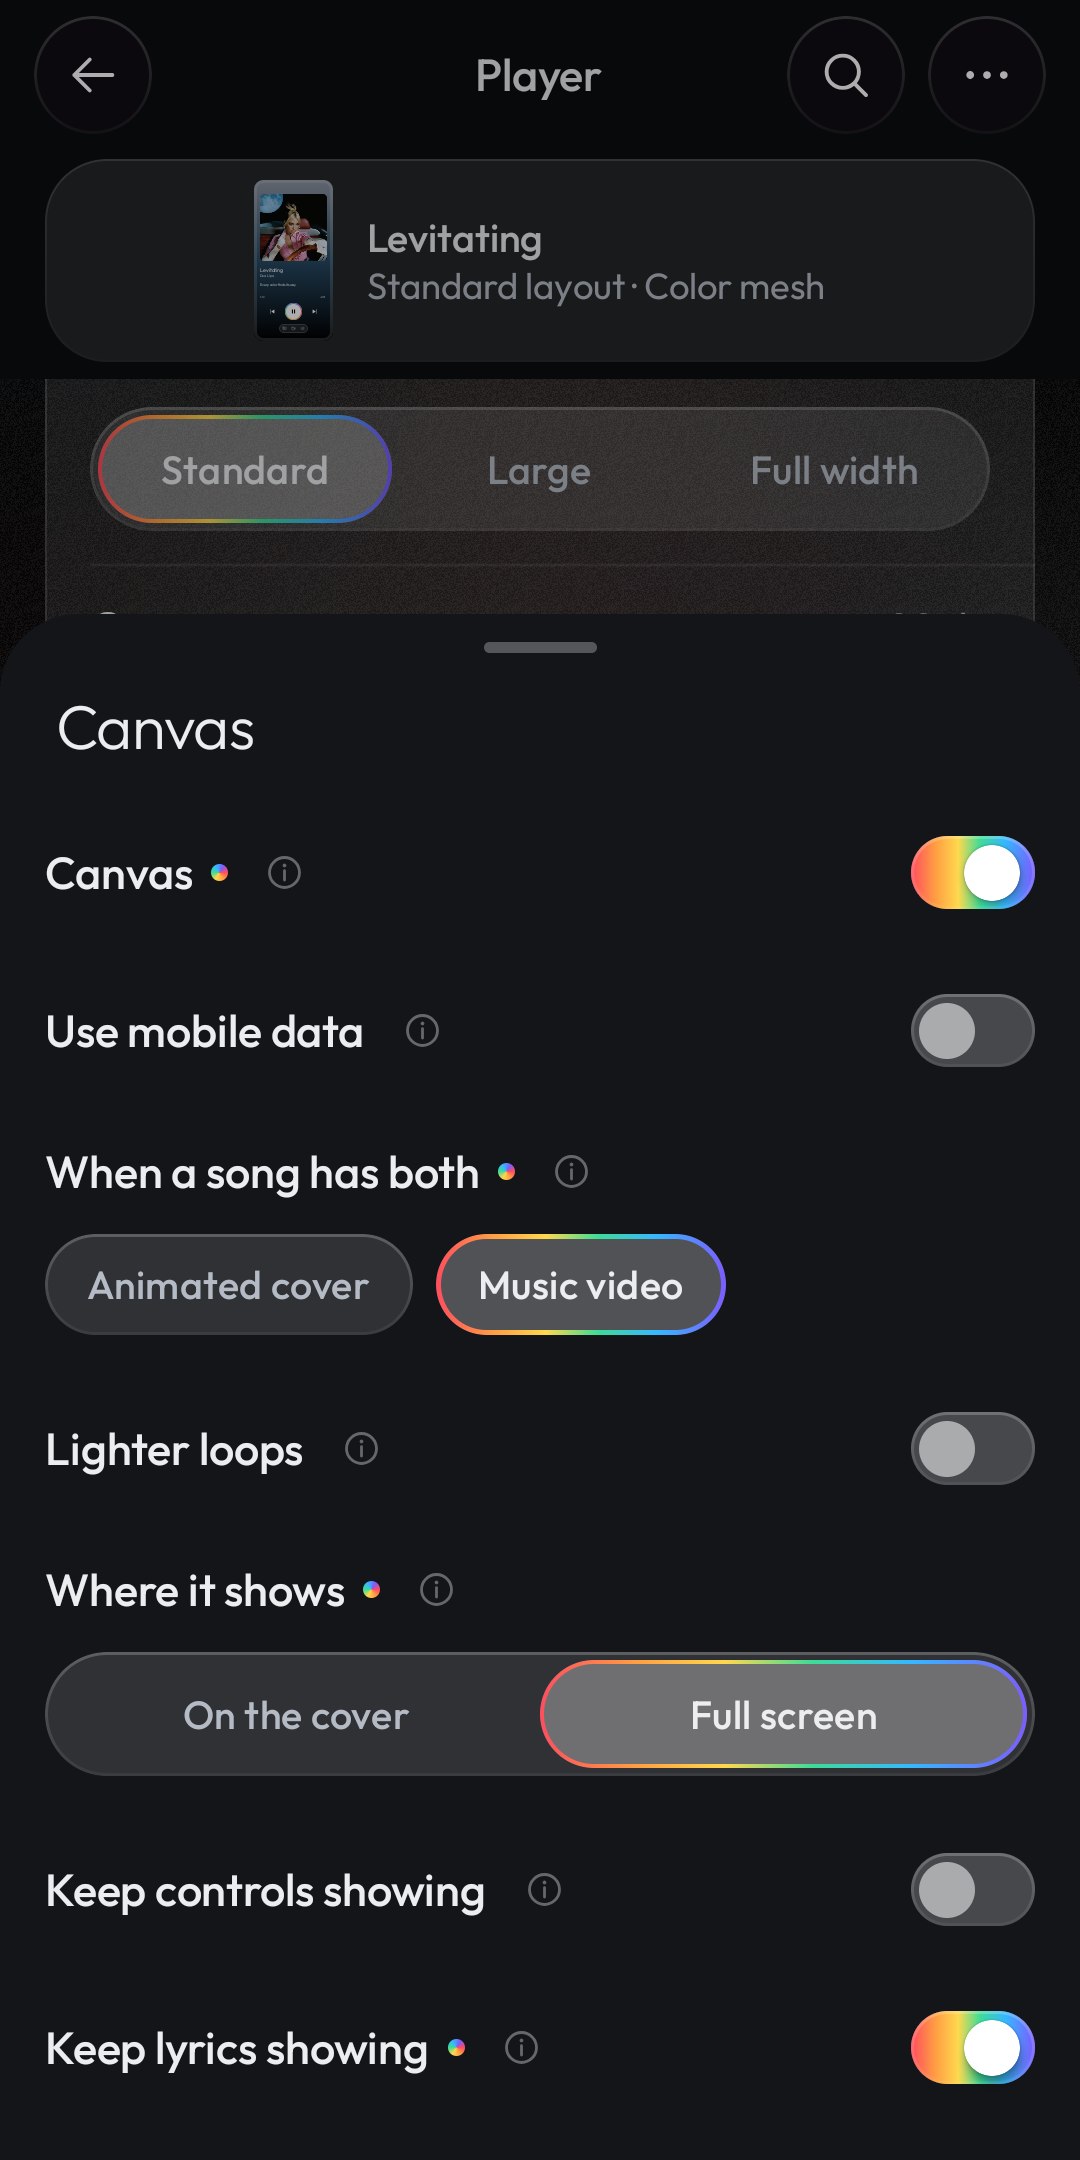 Player
Levitating
Standard layout · Color mesh
Standard
Large
Full width
Canvas
Canvas
Use mobile data
When a song has both
Animated cover
Music video
Lighter loops
Where it shows
On the cover
Full screen
Keep controls showing
Keep lyrics showing